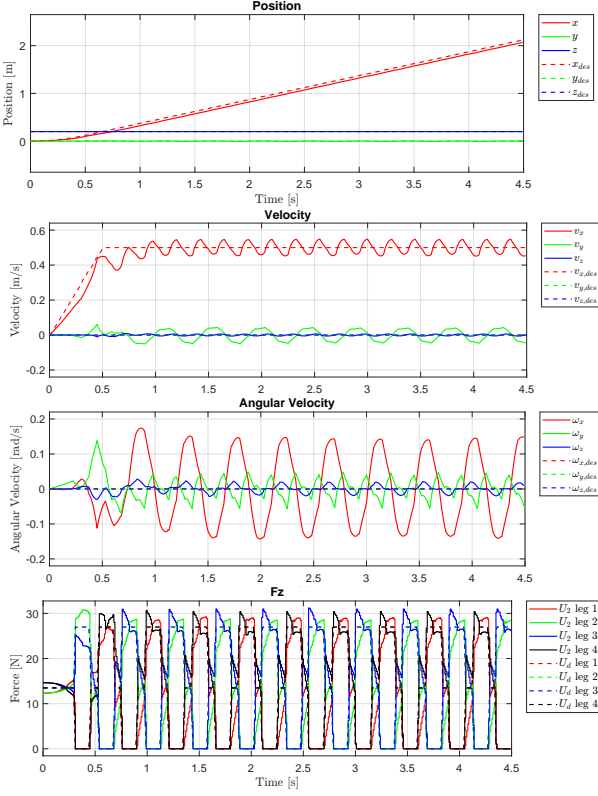 Position
2
1
0
Position [m]
0
0.5
1
1.5
2
2.5
3
3.5
4
4.5
Time [s]
x
y
z
x_des
y_des
z_des
Velocity
0.6
0.4
0.2
0
-0.2
Velocity [m/s]
0
0.5
1
1.5
2
2.5
3
3.5
4
4.5
v_x
v_y
v_z
v_x,des
v_y,des
v_z,des
Angular Velocity
0.2
0.1
0
-0.1
-0.2
Angular Velocity [rad/s]
0
0.5
1
1.5
2
2.5
3
3.5
4
4.5
ω_x
ω_y
ω_z
ω_x,des
ω_y,des
ω_z,des
Fz
30
20
10
0
Force [N]
0
0.5
1
1.5
2
2.5
3
3.5
4
4.5
Time [s]
U_2 leg 1
U_2 leg 2
U_2 leg 3
U_2 leg 4
U_d leg 1
U_d leg 2
U_d leg 3
U_d leg 4